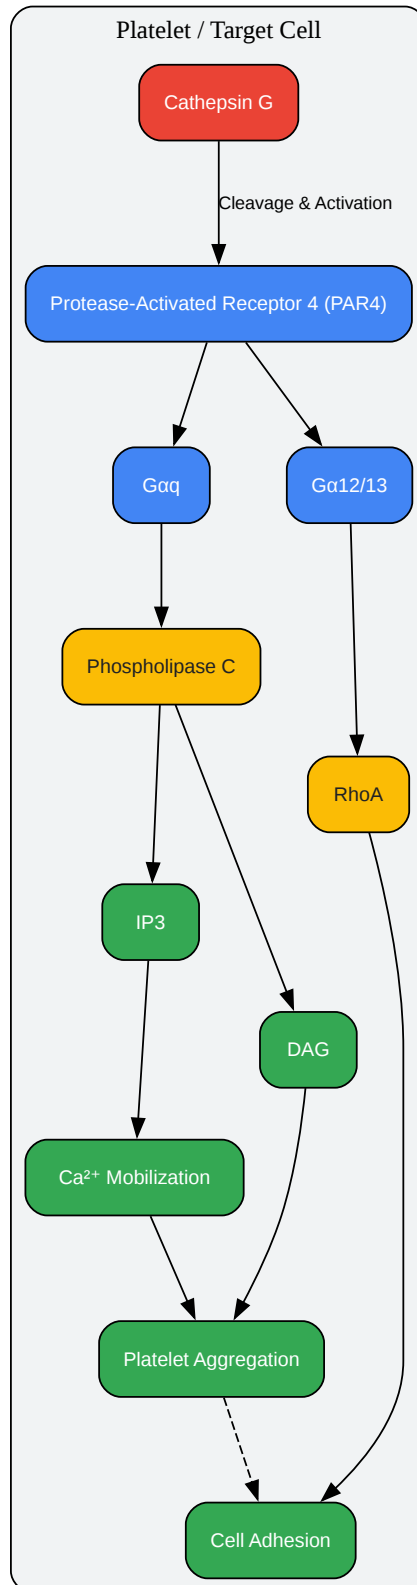 Platelet / Target Cell
Cathepsin G
Cleavage & Activation
Protease-Activated Receptor 4 (PAR4)
Gαq
Gα12/13
Phospholipase C
RhoA
IP3
DAG
Ca²⁺ Mobilization
Platelet Aggregation
Cell Adhesion